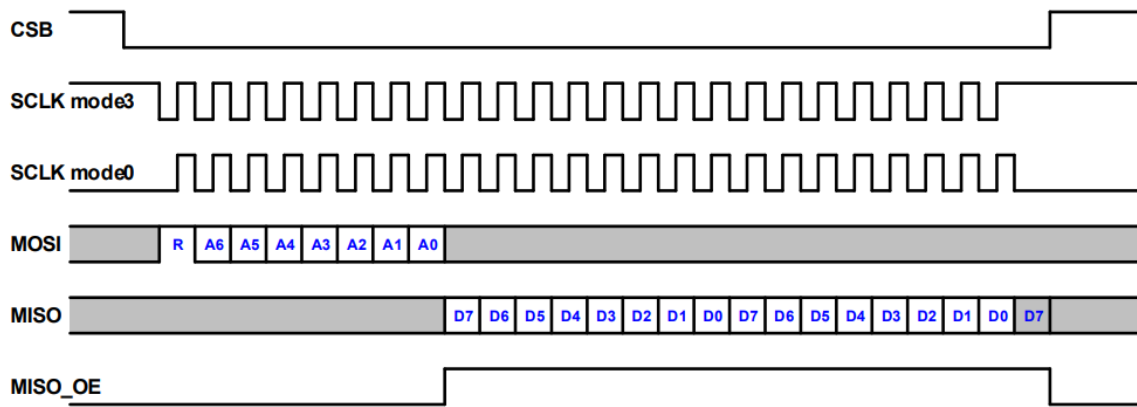 CSB
SCLK mode3
SCLK mode0
MOSI R A6 A5 A4 A3 A2 A1 A0
MISO D7 D6 D5 D4 D3 D2 D1 D0 D7 D6 D5 D4 D3 D2 D1 D0 D7
MISO_OE